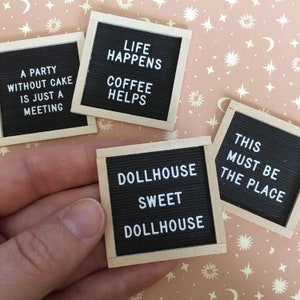 A PARTY
WITHOUT CAKE
IS JUST A
MEETING
LIFE
HAPPENS
COFFEE
HELPS
THIS
MUST BE
THE PLACE
DOLLHOUSE
SWEET
DOLLHOUSE